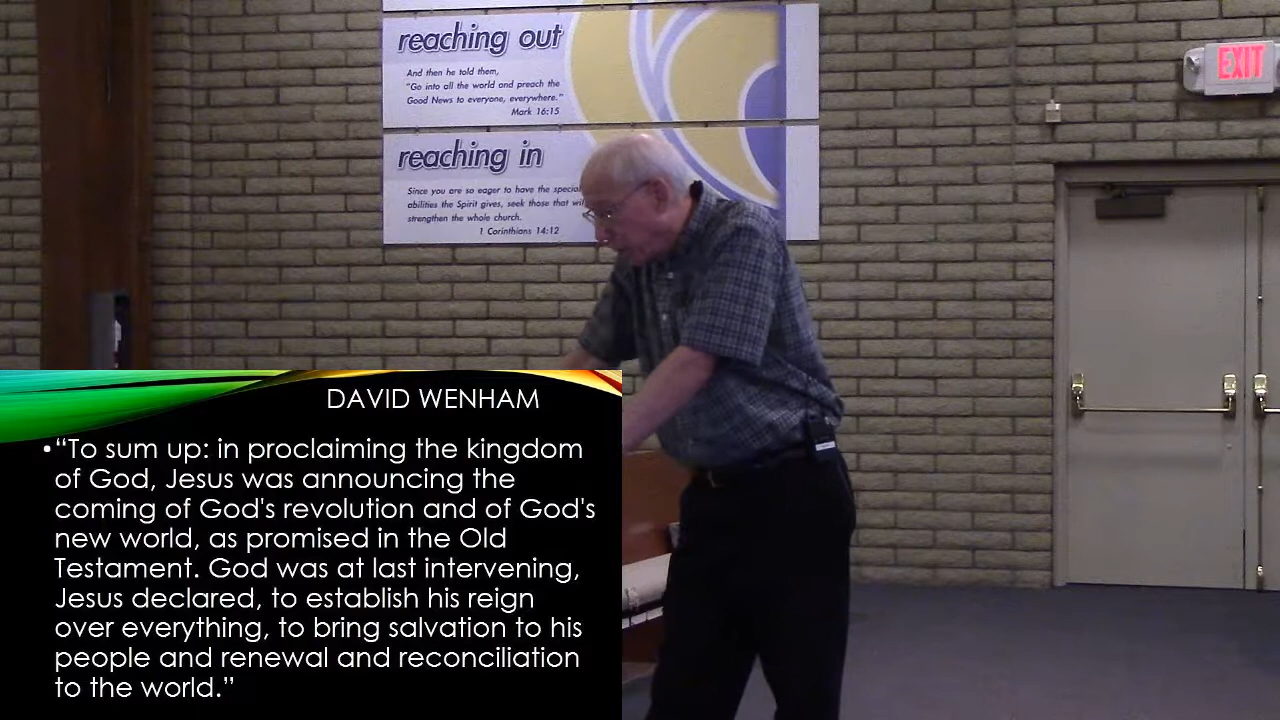 reaching out
And then he told them,
"Go into all the world and preach the
Good News to everyone, everywhere."
Mark 16:15
reaching in
Since you are so eager to have the special
abilities the Spirit gives, seek those that will
strengthen the whole church.
1 Corinthians 14:12
EXIT
DAVID WENHAM
•“To sum up: in proclaiming the kingdom
of God, Jesus was announcing the
coming of God's revolution and of God's
new world, as promised in the Old
Testament. God was at last intervening,
Jesus declared, to establish his reign
over everything, to bring salvation to his
people and renewal and reconciliation
to the world.”